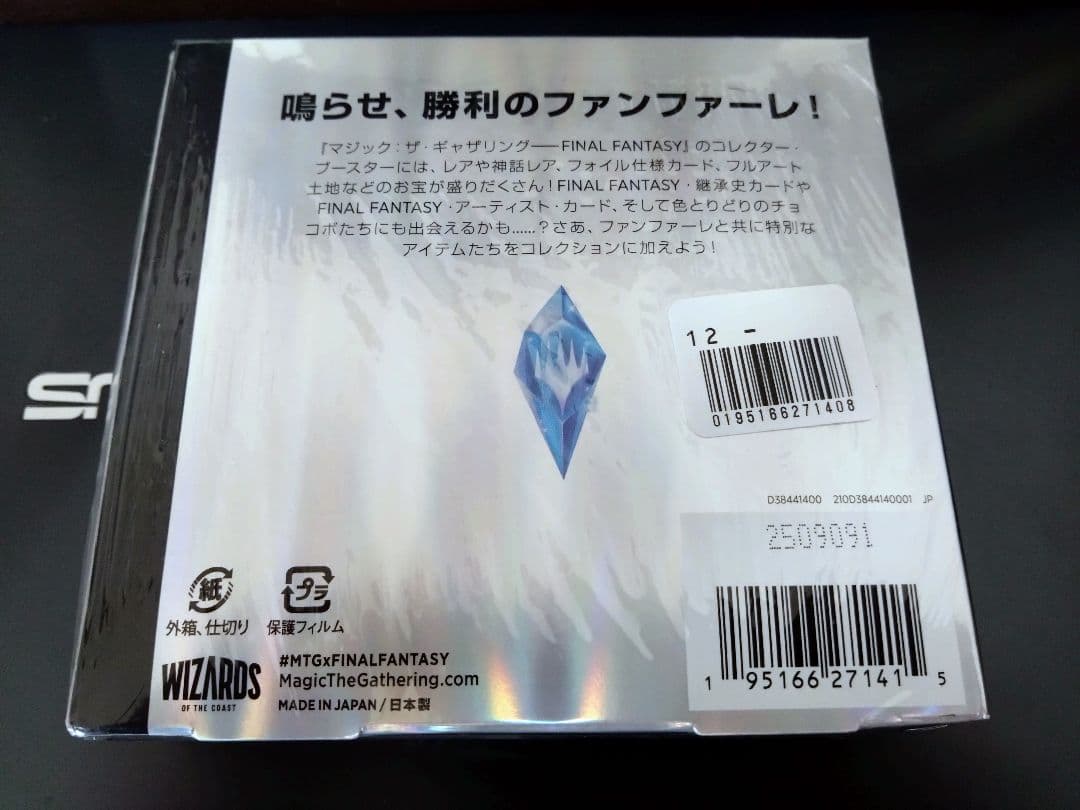 鳴らせ、勝利のファンファーレ!
『マジック:ザ・ギャザリング──FINAL FANTASY』のコレクター・
ブースターには、レアや神話レア、フォイル仕様カード、フルアート
土地などのお宝が盛りだくさん!FINAL FANTASY・継承史カードや
FINAL FANTASY・アーティスト・カード、そして色とりどりのチョ
コボたちにも出会えるかも......?さあ、ファンファーレと共に特別な
アイテムたちをコレクションに加えよう!
12 -
0195166271408
D38441400 210D3844140001 JP
2509091
紙
外箱、仕切り
プラ
保護フィルム
WIZARDS
OF THE COAST
#MTGxFINALFANTASY
MagicTheGathering.com
MADE IN JAPAN / 日本製
1 95166 27141 5